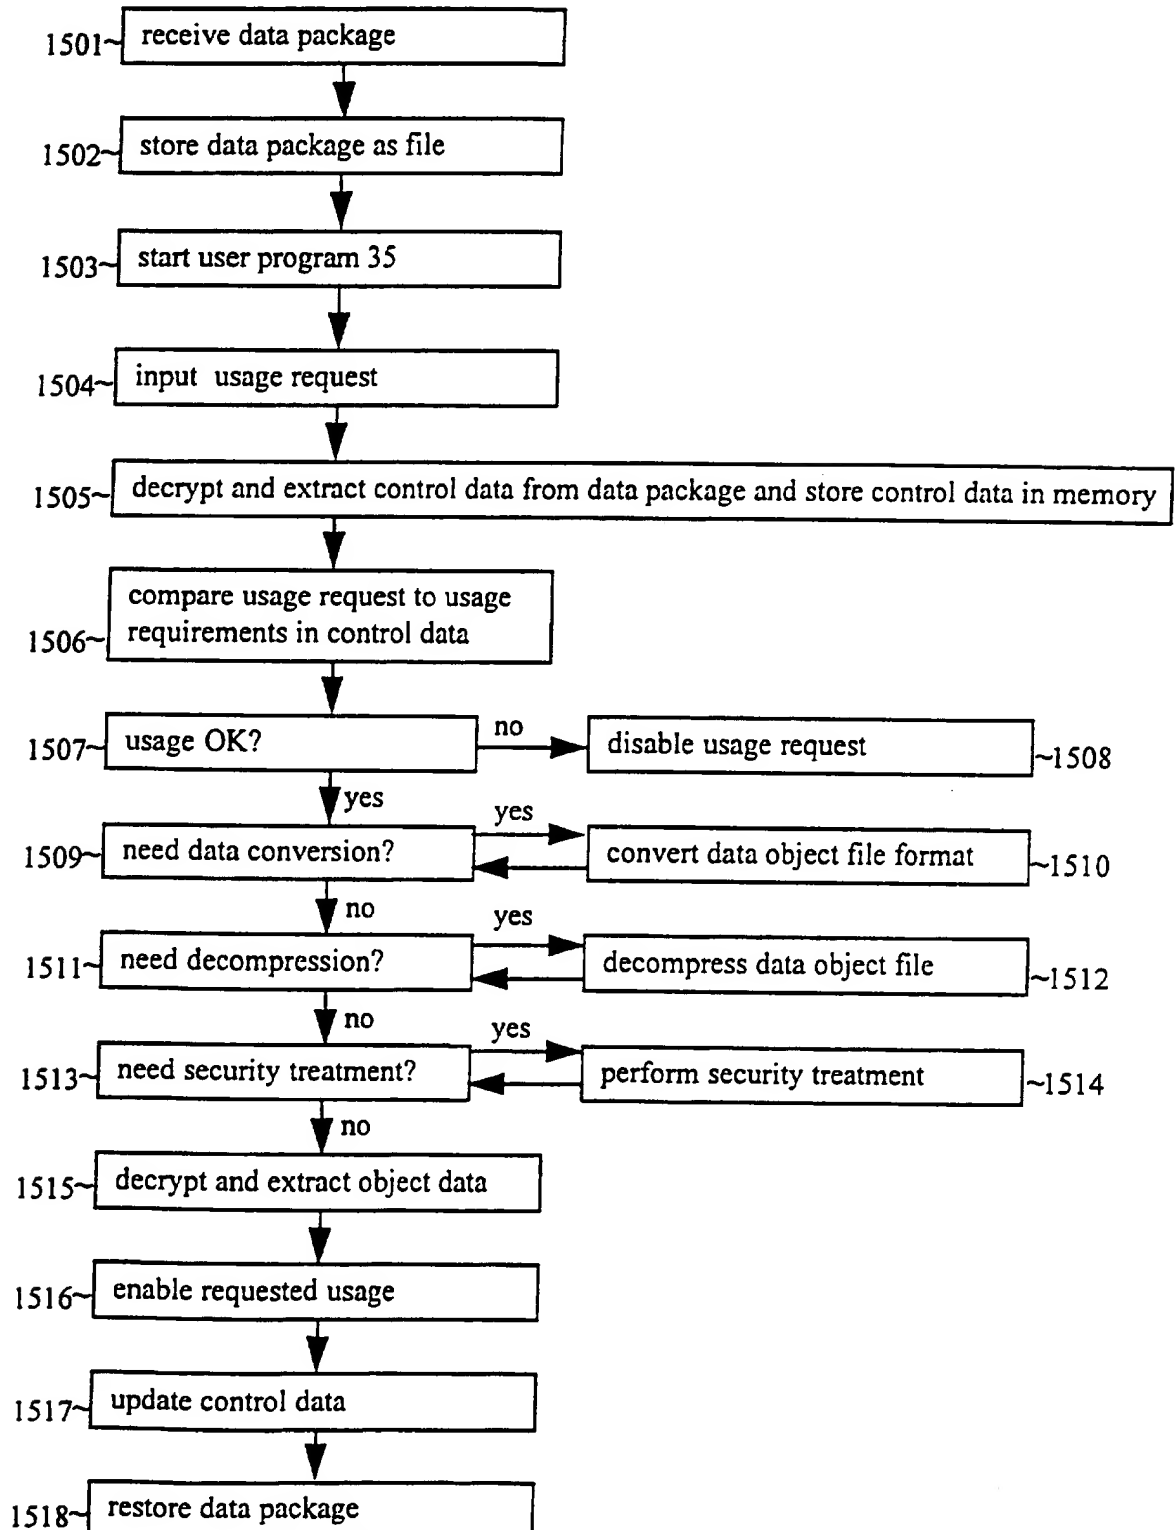 1501~ receive data package
1502~ store data package as file
1503~ start user program 35
1504~ input usage request
1505~ decrypt and extract control data from data package and store control data in memory
compare usage request to usage
1506~ requirements in control data
1507~ usage OK? no disable usage request ~1508
yes
yes
1509~ need data conversion? convert data object file format ~1510
no
yes
1511~ need decompression? decompress data object file ~1512
no
yes
1513~ need security treatment? perform security treatment ~1514
no
1515~ decrypt and extract object data
1516~ enable requested usage
1517~ update control data
1518~ restore data package